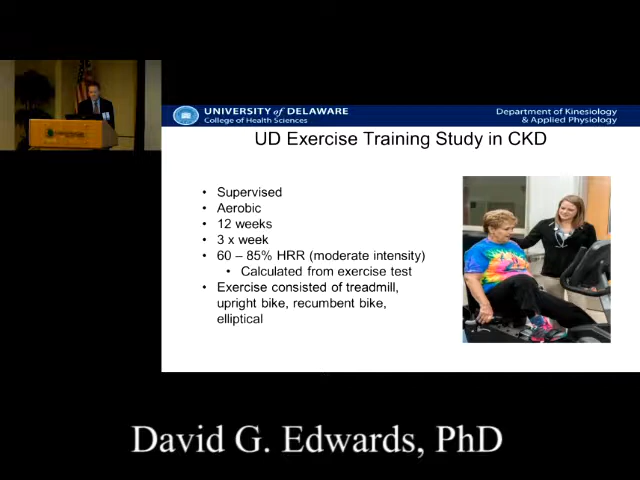 UNIVERSITY of DELAWARE
College of Health Sciences
Department of Kinesiology
& Applied Physiology
UD Exercise Training Study in CKD
• Supervised
• Aerobic
• 12 weeks
• 3 x week
• 60 – 85% HRR (moderate intensity)
• Calculated from exercise test
• Exercise consisted of treadmill,
upright bike, recumbent bike,
elliptical
David G. Edwards, PhD